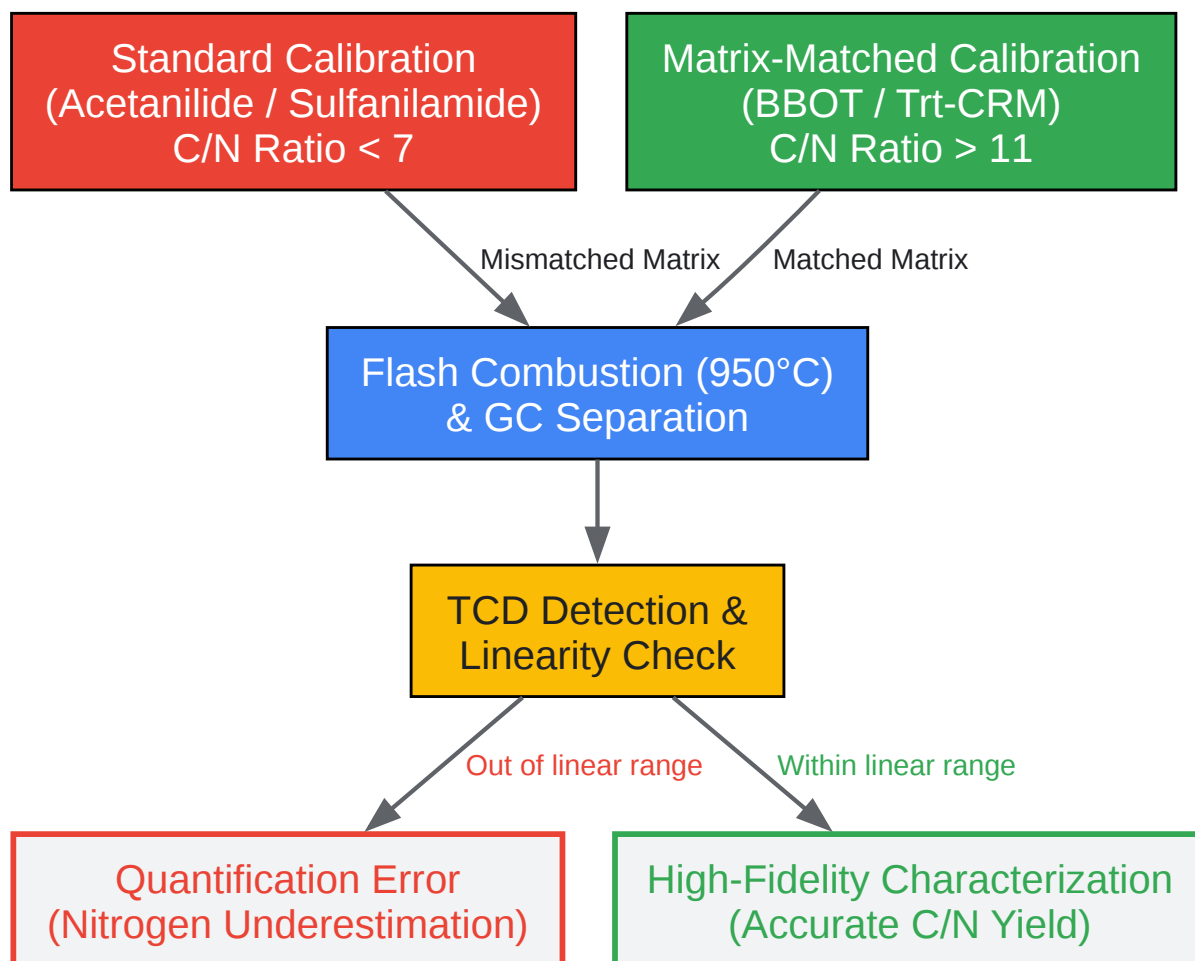 Standard Calibration
(Acetanilide / Sulfanilamide)
C/N Ratio < 7
Matrix-Matched Calibration
(BBOT / Trt-CRM)
C/N Ratio > 11
Mismatched Matrix
Matched Matrix
Flash Combustion (950°C)
& GC Separation
TCD Detection &
Linearity Check
Out of linear range
Within linear range
Quantification Error
(Nitrogen Underestimation)
High-Fidelity Characterization
(Accurate C/N Yield)